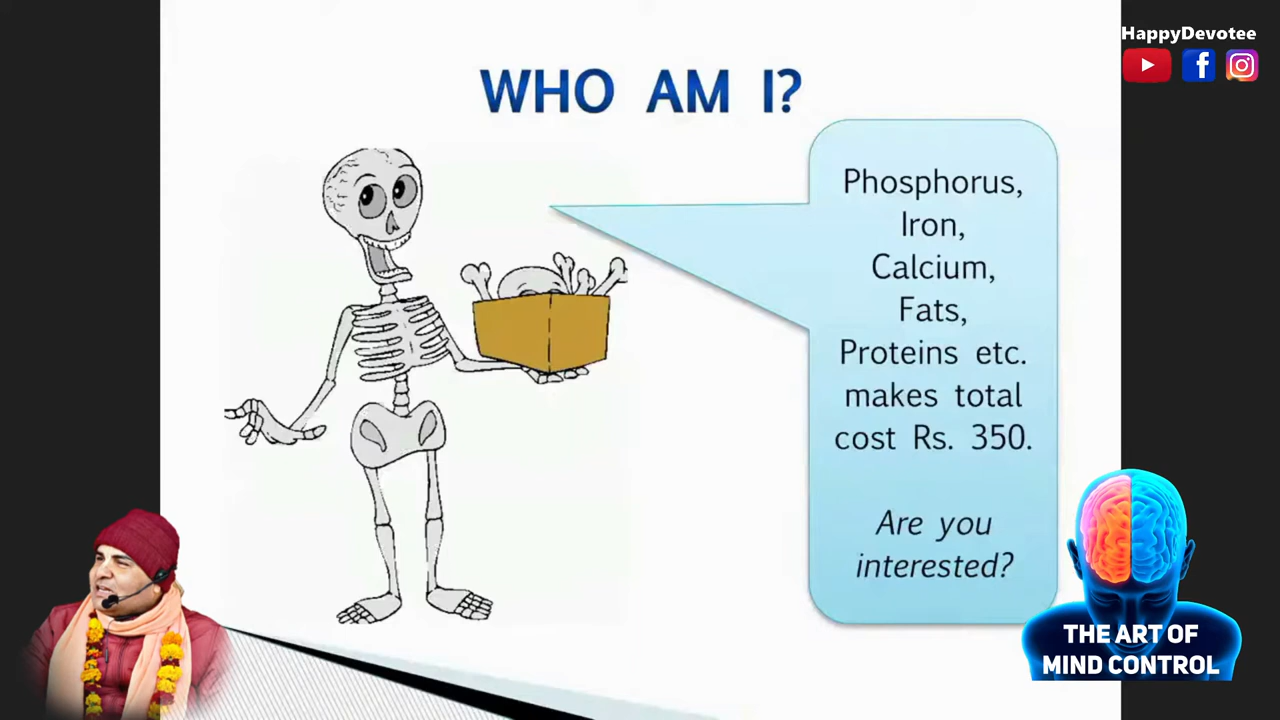 HappyDevotee
WHO AM I?
Phosphorus,
Iron,
Calcium,
Fats,
Proteins etc.
makes total
cost Rs. 350.
Are you
interested?
THE ART OF
MIND CONTROL